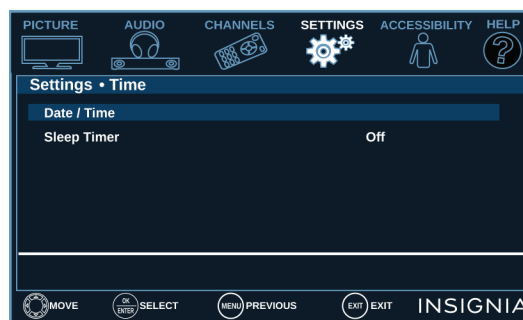 PICTURE AUDIO CHANNELS SETTINGS ACCESSIBILITY HELP
?
Settings • Time
Date / Time
Sleep Timer Off
MOVE OK ENTER SELECT MENU PREVIOUS EXIT EXIT INSIGNIA